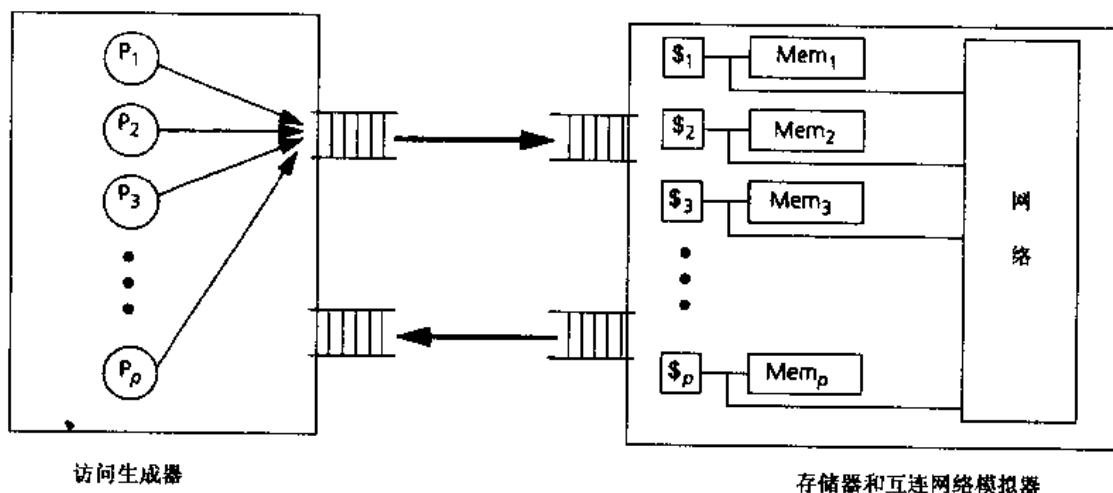 P₁
$₁
Mem₁
P₂
$₂
Mem₂
P₃
$₃
Mem₃
网
络
Pₚ
$ₚ
Memₚ
访问生成器
存储器和互连网络模拟器